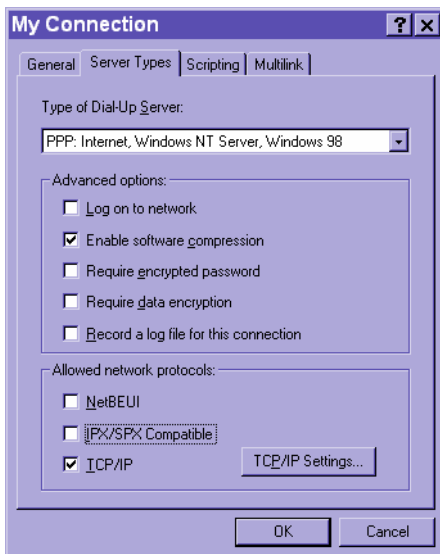 My Connection
General Server Types Scripting Multilink
Type of Dial-Up Server:
PPP: Internet, Windows NT Server, Windows 98
Advanced options:
Log on to network
Enable software compression
Require encrypted password
Require data encryption
Record a log file for this connection
Allowed network protocols:
NetBEUI
IPX/SPX Compatible
TCP/IP TCP/IP Settings...
OK Cancel